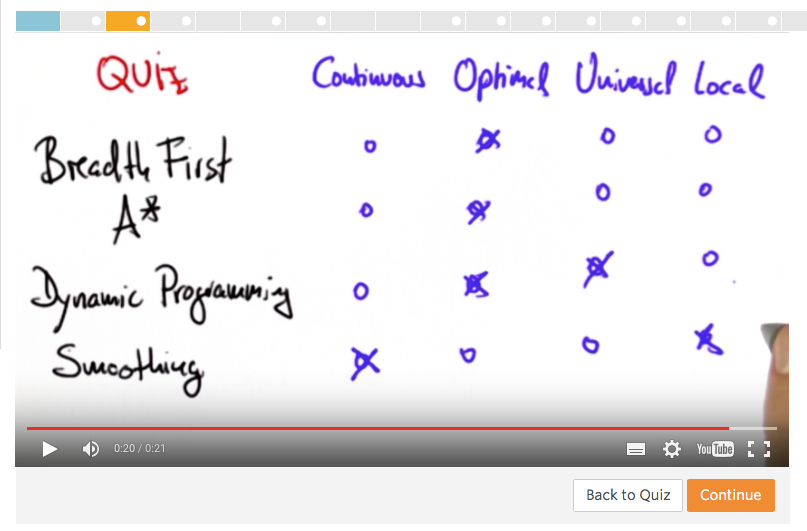 QUIZ Continuous Optimal Universal Local
Breadth First
A*
Dynamic Programming
Smoothing
0:20 / 0:21 YouTube
Back to Quiz Continue